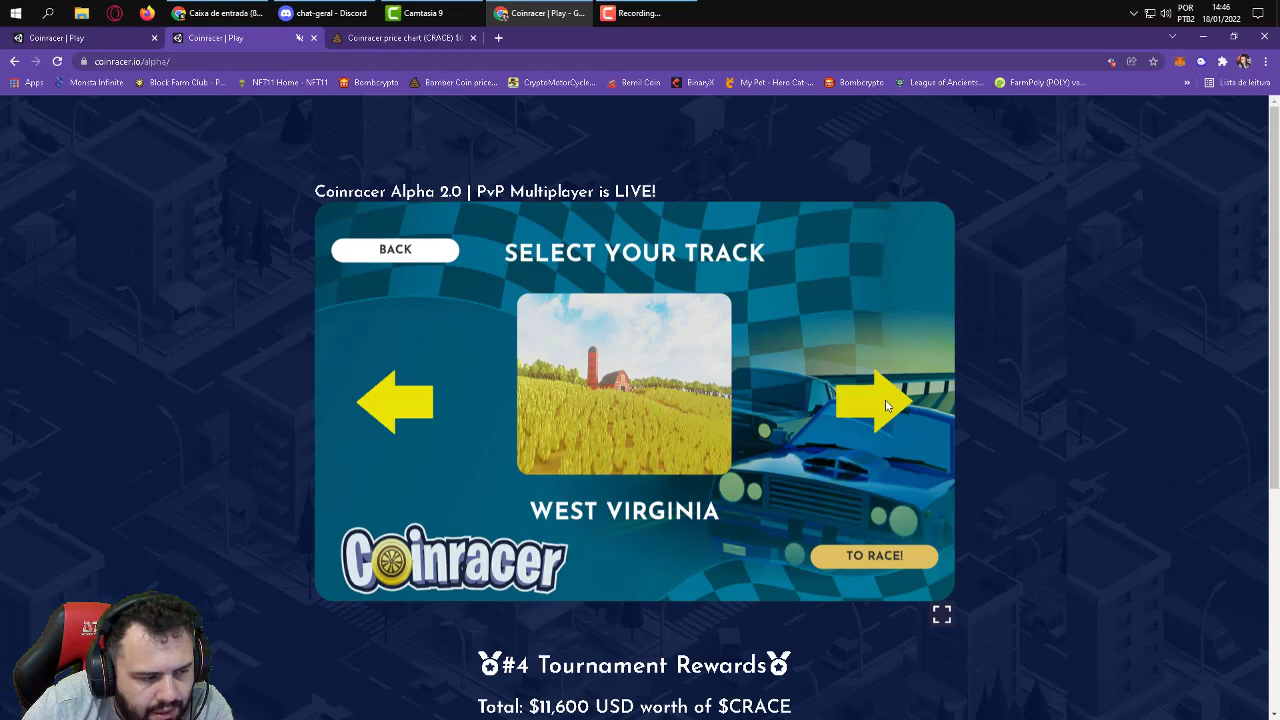 Caixa de entrada (8...
chat-geral - Discord
Camtasia 9
Coinracer | Play - G...
Recording...
POR
PTB2
14:46
18/01/2022
Coinracer | Play
Coinracer | Play
Coinracer price chart (CRACE) $0
coinracer.io/alpha/
Apps
Monsta Infinite
Block Farm Club - P...
NFT11 Home - NFT11
Bombcrypto
Bomber Coin price...
CryptoMotorCycle...
Bemil Coin
BinaryX
My Pet - Hero Cat-...
Bombcrypto
League of Ancients...
FarmPoly (POLY) va...
Lista de leitura
Coinracer Alpha 2.0 | PvP Multiplayer is LIVE!
BACK
SELECT YOUR TRACK
WEST VIRGINIA
Coinracer
TO RACE!
#4 Tournament Rewards
Total: $11,600 USD worth of $CRACE